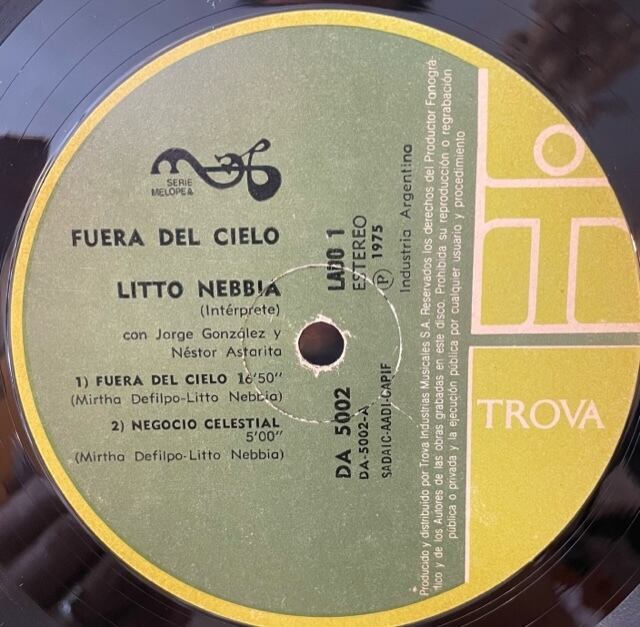 SERIE
MELOPEA
FUERA DEL CIELO
LITTO NEBBIA
(Intérprete)
con Jorge González y
Néstor Astarita
1) FUERA DEL CIELO 16'50"
(Mirtha Defilpo-Litto Nebbia)
2) NEGOCIO CELESTIAL
5'00"
(Mirtha Defilpo-Litto Nebbia)
LADO 1
ESTEREO
Ⓟ 1975
Industria Argentina
DA 5002
DA-5002-A
SADAIC-AADI-CAPIF
Producido y distribuido por Trova Industrias Musicales S.A. Reservados los derechos del Productor Fonográ-
fico y de los Autores de las obras grabadas en este disco. Prohibida su reproducción o regrabación
pública o privada y la ejecución pública por cualquier usuario y procedimiento
TROVA